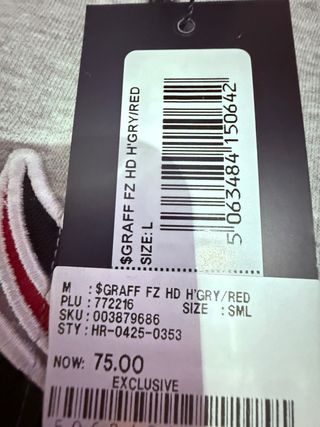 $GRAFF FZ HD H'GRY/RED
SIZE:L
5 063484 150642
M : $GRAFF FZ HD H'GRY/RED
PLU : 772216 SIZE :SML
SKU : 003879686
STY : HR-0425-0353
NOW: 75.00
EXCLUSIVE